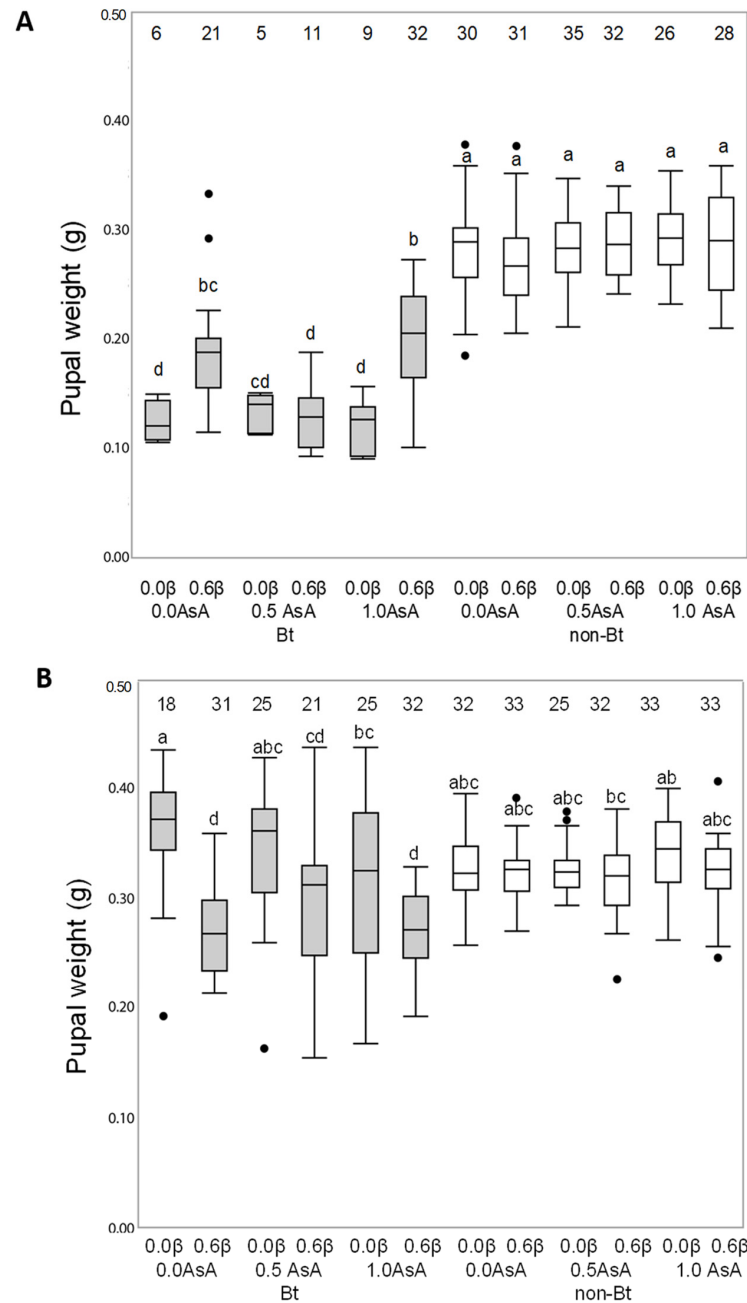 A
0.50
6 21 5 11 9 32 30 31 35 32 26 28
0.40
a a a a a a
0.30
b
bc
0.20
d d d
cd
0.10
0.00
Pupal weight (g)
0.0β 0.6β 0.0β 0.6β 0.0β 0.6β 0.0β 0.6β 0.0β 0.6β 0.0β 0.6β
0.0AsA 0.5 AsA 1.0AsA 0.0AsA 0.5AsA 1.0 AsA
Bt non-Bt
B
0.50
18 31 25 21 25 32 32 33 25 32 33 33
a d abc cd bc d abc abc abc bc ab abc
0.40
0.30
0.20
0.10
0.00
Pupal weight (g)
0.0β 0.6β 0.0β 0.6β 0.0β 0.6β 0.0β 0.6β 0.0β 0.6β 0.0β 0.6β
0.0AsA 0.5 AsA 1.0AsA 0.0AsA 0.5AsA 1.0 AsA
Bt non-Bt